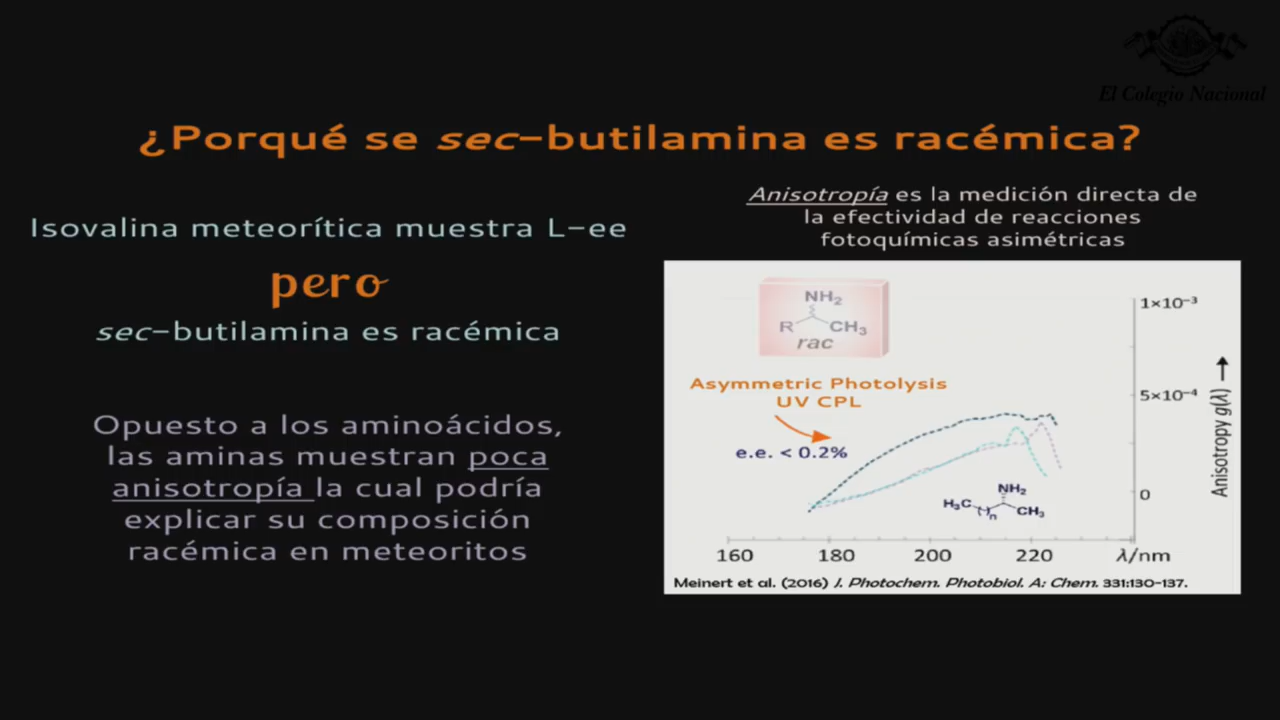 El Colegio Nacional
¿Porqué se sec-butilamina es racémica?
Isovalina meteorítica muestra L-ee
pero
sec-butilamina es racémica
Opuesto a los aminoácidos,
las aminas muestran poca
anisotropía la cual podría
explicar su composición
racémica en meteoritos
Anisotropía es la medición directa de
la efectividad de reacciones
fotoquímicas asimétricas
NH2
R CH3
rac
Asymmetric Photolysis
UV CPL
e.e. < 0.2%
NH2
H3C ( )n CH3
1×10⁻³
5×10⁻⁴
0
Anisotropy g(λ) →
160 180 200 220 λ/nm
Meinert et al. (2016) J. Photochem. Photobiol. A: Chem. 331:130-137.